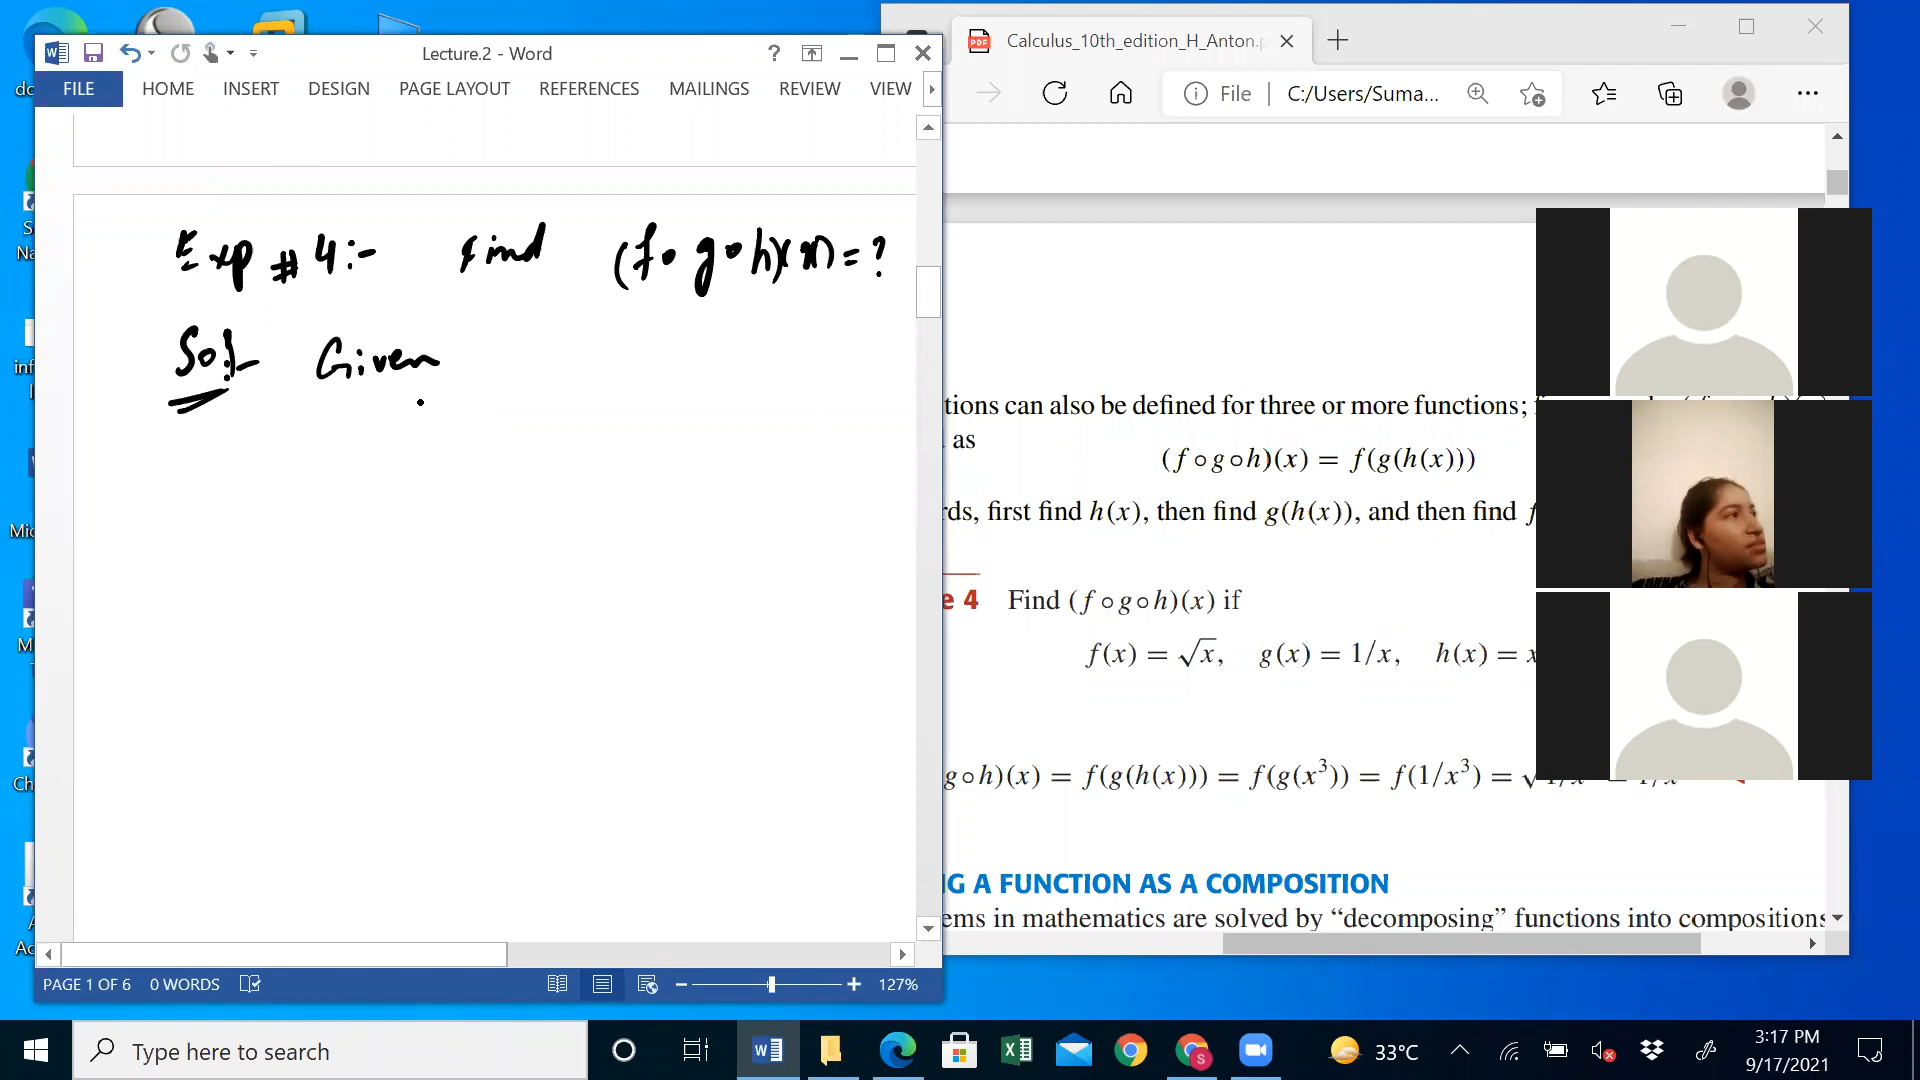 Lecture.2 - Word
FILE HOME INSERT DESIGN PAGE LAYOUT REFERENCES MAILINGS REVIEW VIEW
Exp # 4:- Find (f∘g∘h)(x)=?
Sol:- Given
PAGE 1 OF 6 0 WORDS 127%
Calculus_10th_edition_H_Anton.p
File C:/Users/Suma...
tions can also be defined for three or more functions;
as
(f∘g∘h)(x) = f(g(h(x)))
rds, first find h(x), then find g(h(x)), and then find f
e 4 Find (f∘g∘h)(x) if
f(x) = √x, g(x) = 1/x, h(x) = x
g∘h)(x) = f(g(h(x))) = f(g(x³)) = f(1/x³) =
G A FUNCTION AS A COMPOSITION
ems in mathematics are solved by “decomposing” functions into compositions
Type here to search
33°C
3:17 PM
9/17/2021